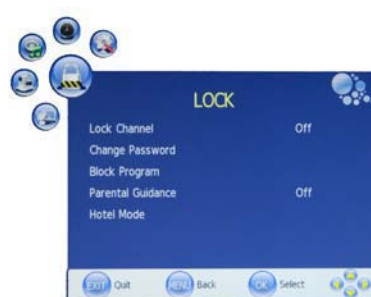 LOCK
Lock Channel Off
Change Password
Block Program
Parental Guidance Off
Hotel Mode
EXIT Quit MENU Back OK Select